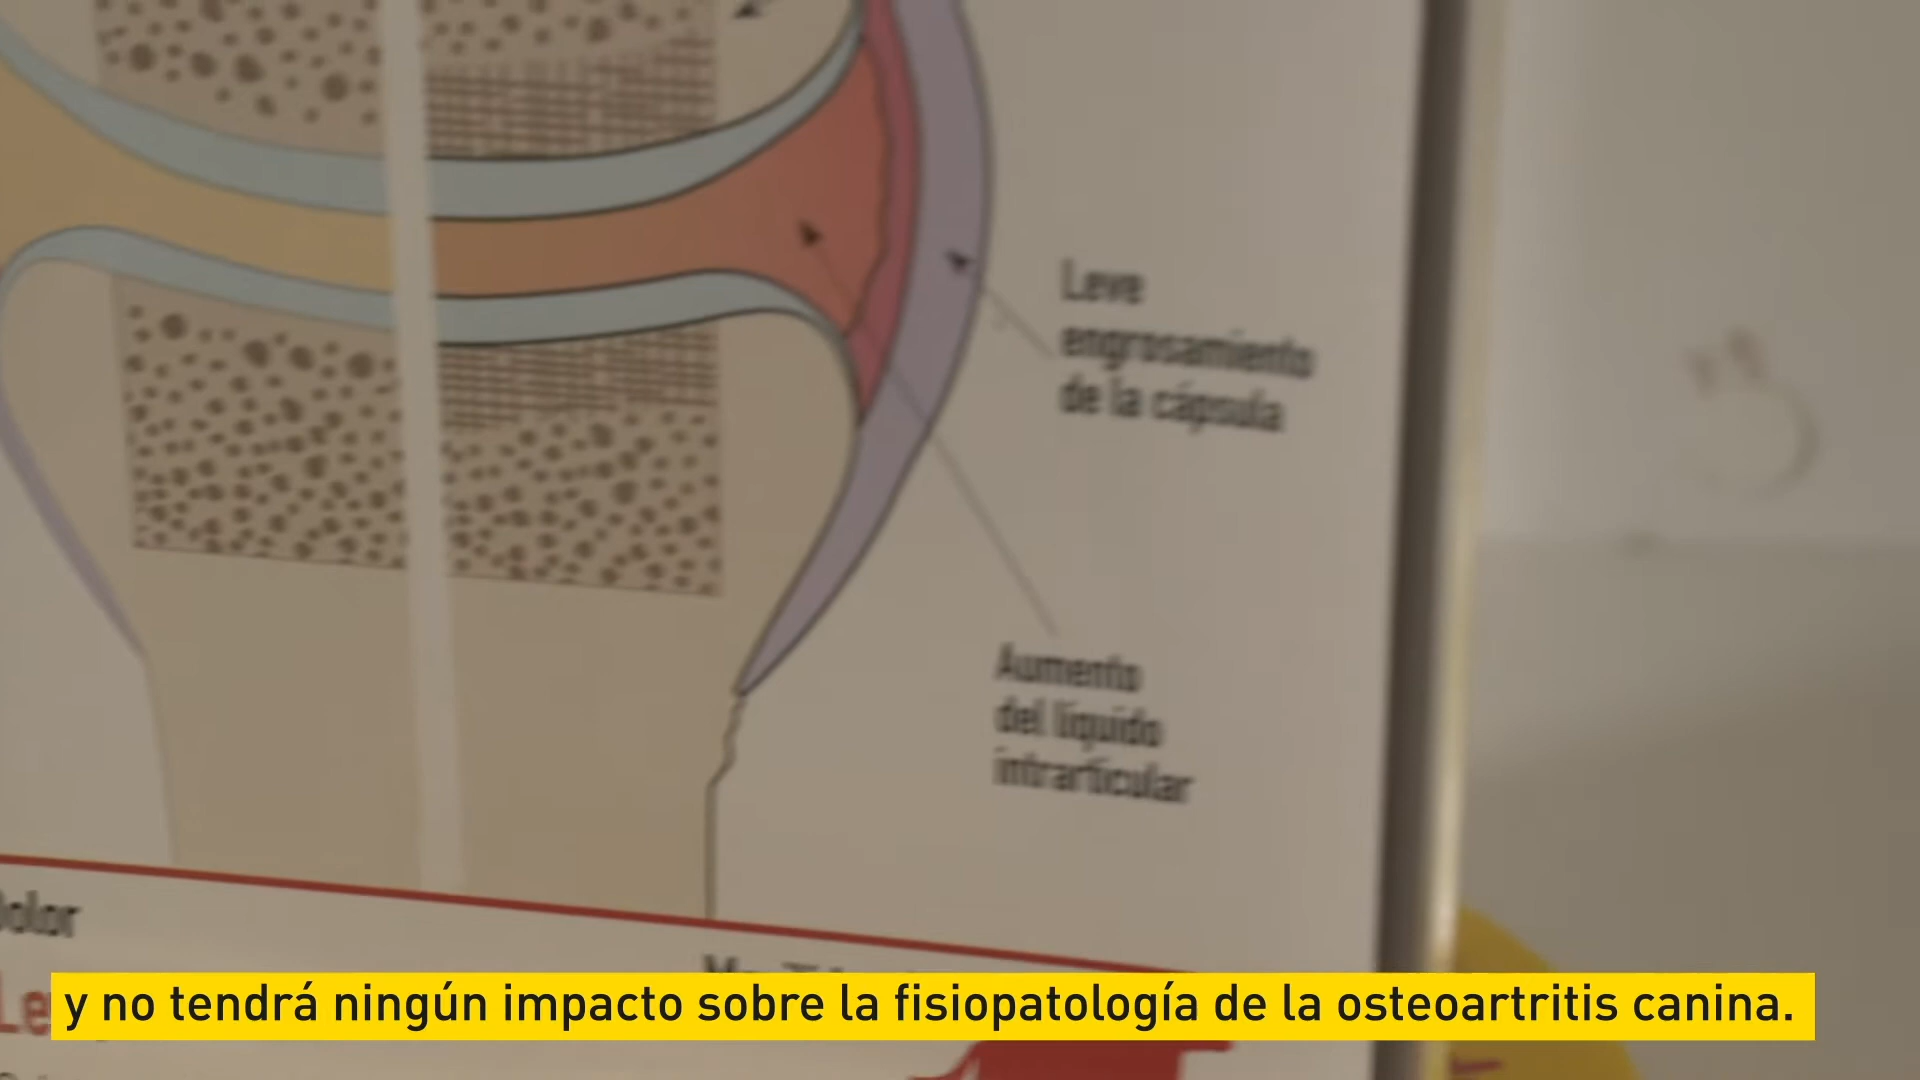 Leve
engrosamiento
de la cápsula
Aumento
del líquido
intrarticular
Dolor
y no tendrá ningún impacto sobre la fisiopatología de la osteoartritis canina.